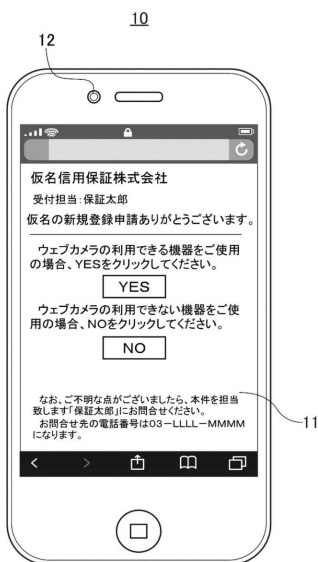 10
12
仮名信用保証株式会社
受付担当:保証太郎
仮名の新規登録申請ありがとうございます。
ウェブカメラの利用できる機器をご使用
の場合、YESをクリックしてください。
YES
ウェブカメラの利用できない機器をご使
用の場合、NOをクリックしてください。
NO
なお、ご不明な点がございましたら、本件を担当
致します「保証太郎」にお問合せください。
お問合せ先の電話番号は03-LLLL-MMMM
になります。
11